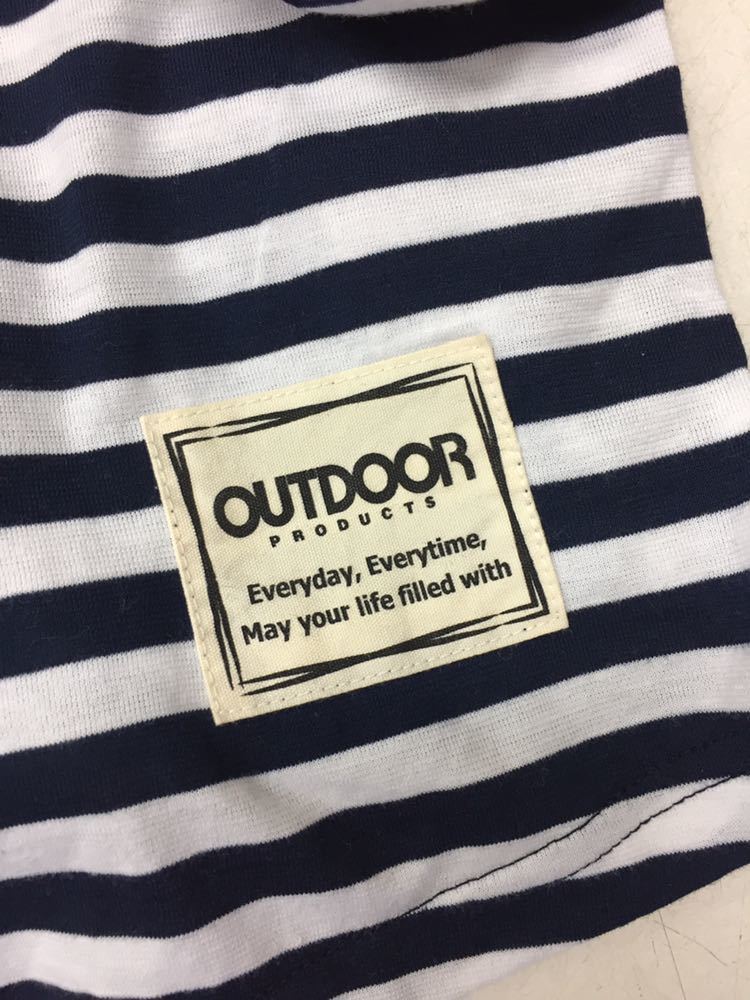 OUTDOOR
PRODUCTS
Everyday, Everytime,
May your life filled with